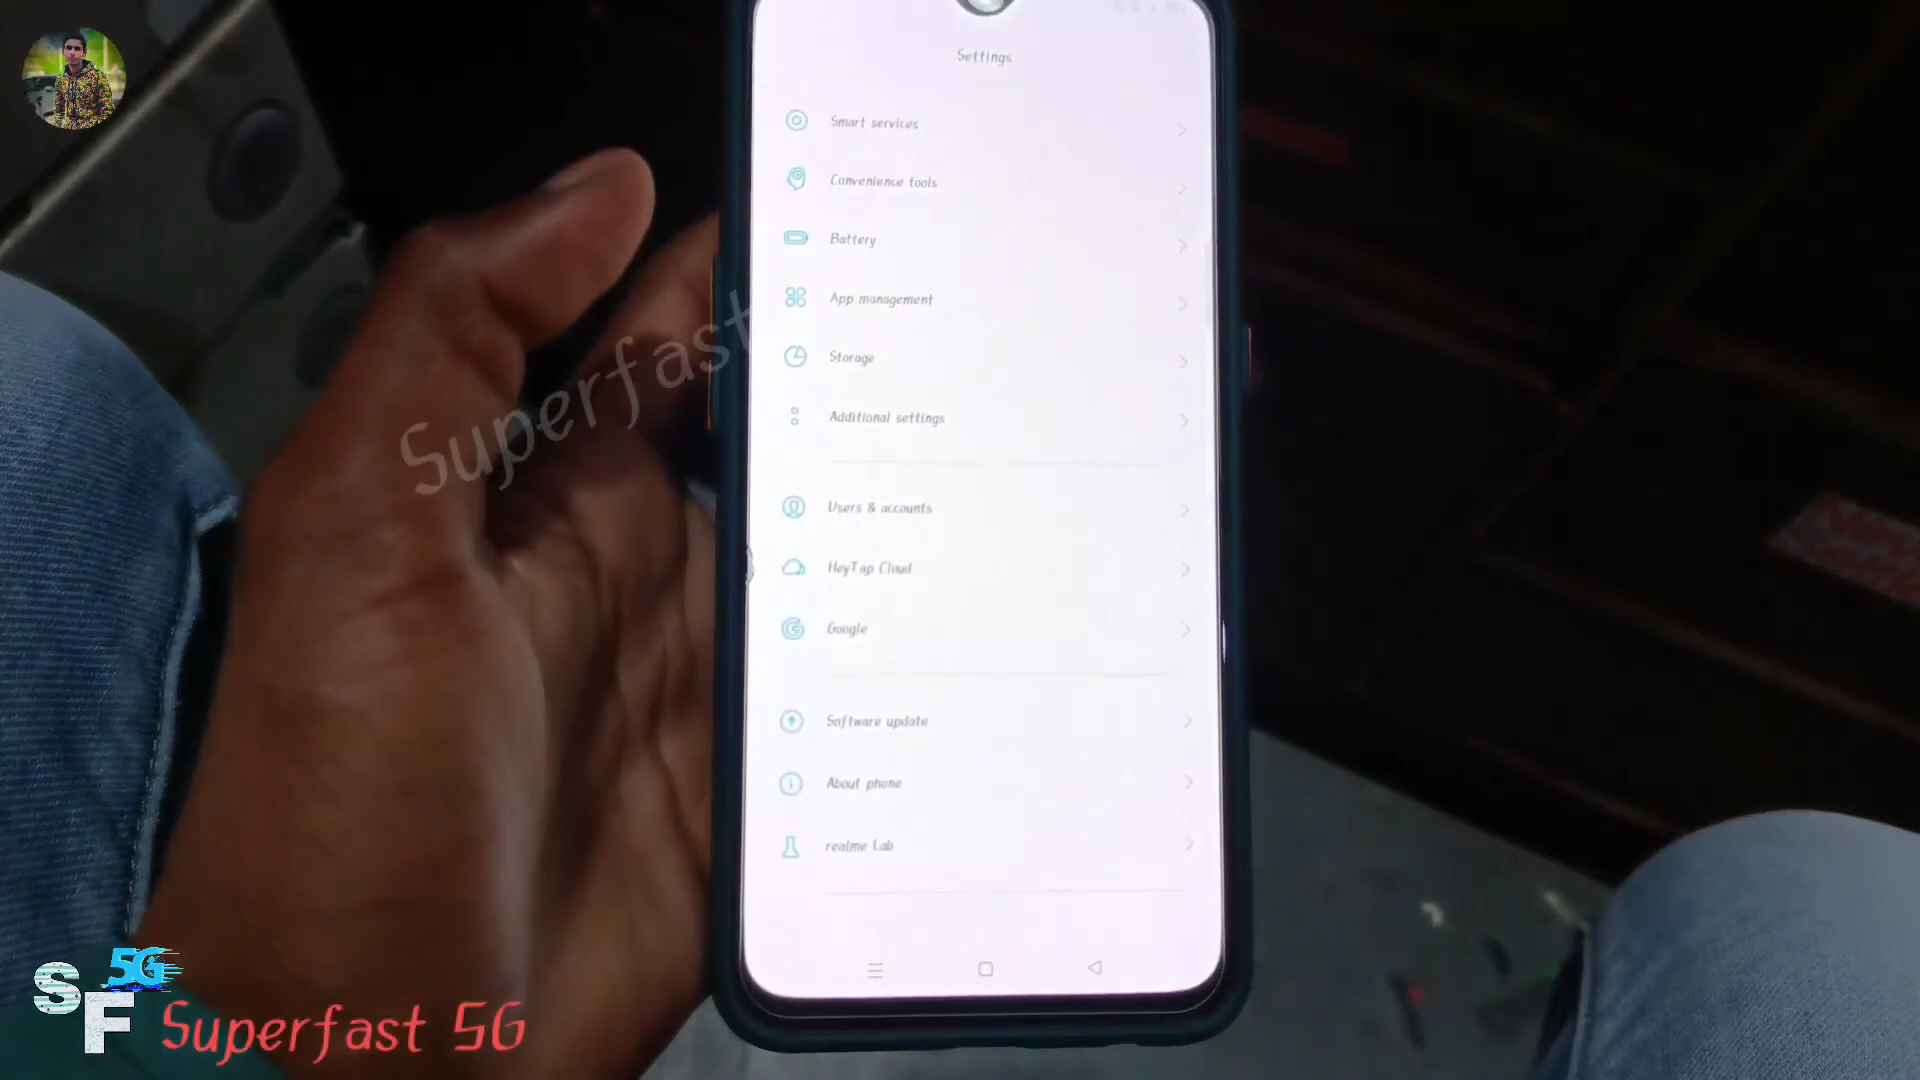 Settings
Smart services
Convenience tools
Battery
App management
Storage
Additional settings
Users & accounts
HeyTap Cloud
Google
Software update
About phone
realme Lab
Superfast
5G
SF
Superfast 5G